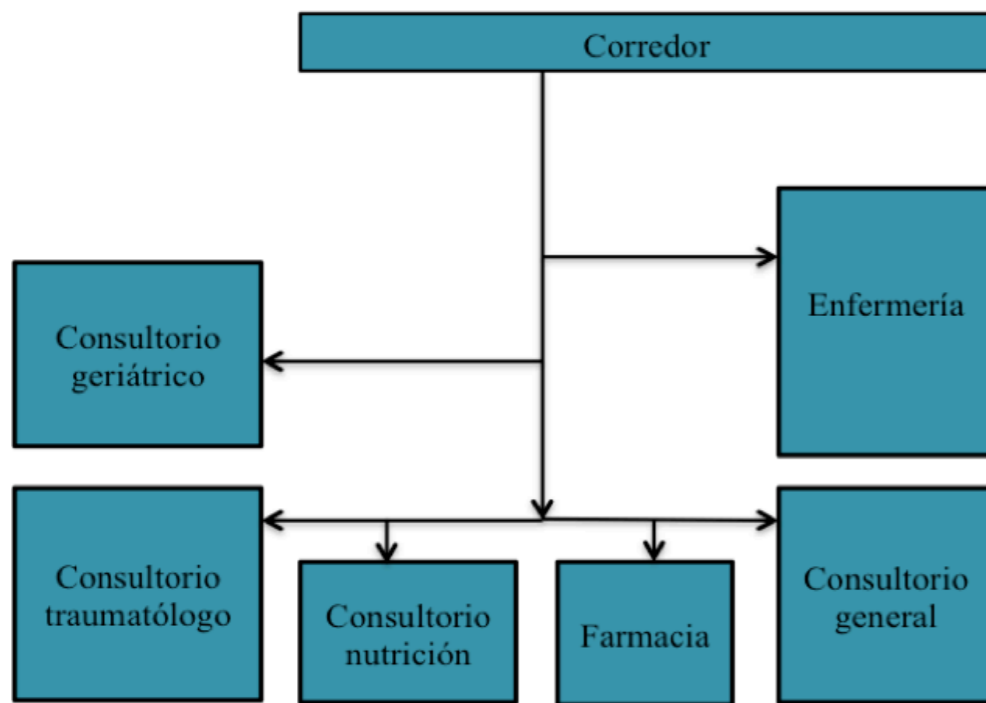 Corredor
Enfermería
Consultorio
geriátrico
Consultorio
traumatólogo
Consultorio
nutrición
Farmacia
Consultorio
general